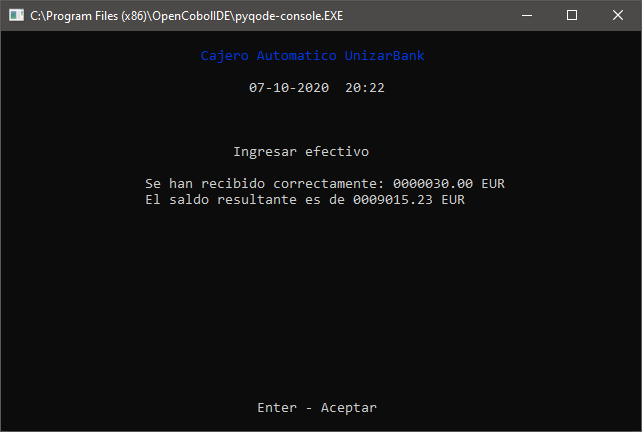 C:\Program Files (x86)\OpenCobolIDE\pyqode-console.EXE
Cajero Automatico UnizarBank
07-10-2020 20:22
Ingresar efectivo
Se han recibido correctamente: 0000030.00 EUR
El saldo resultante es de 0009015.23 EUR
Enter - Aceptar